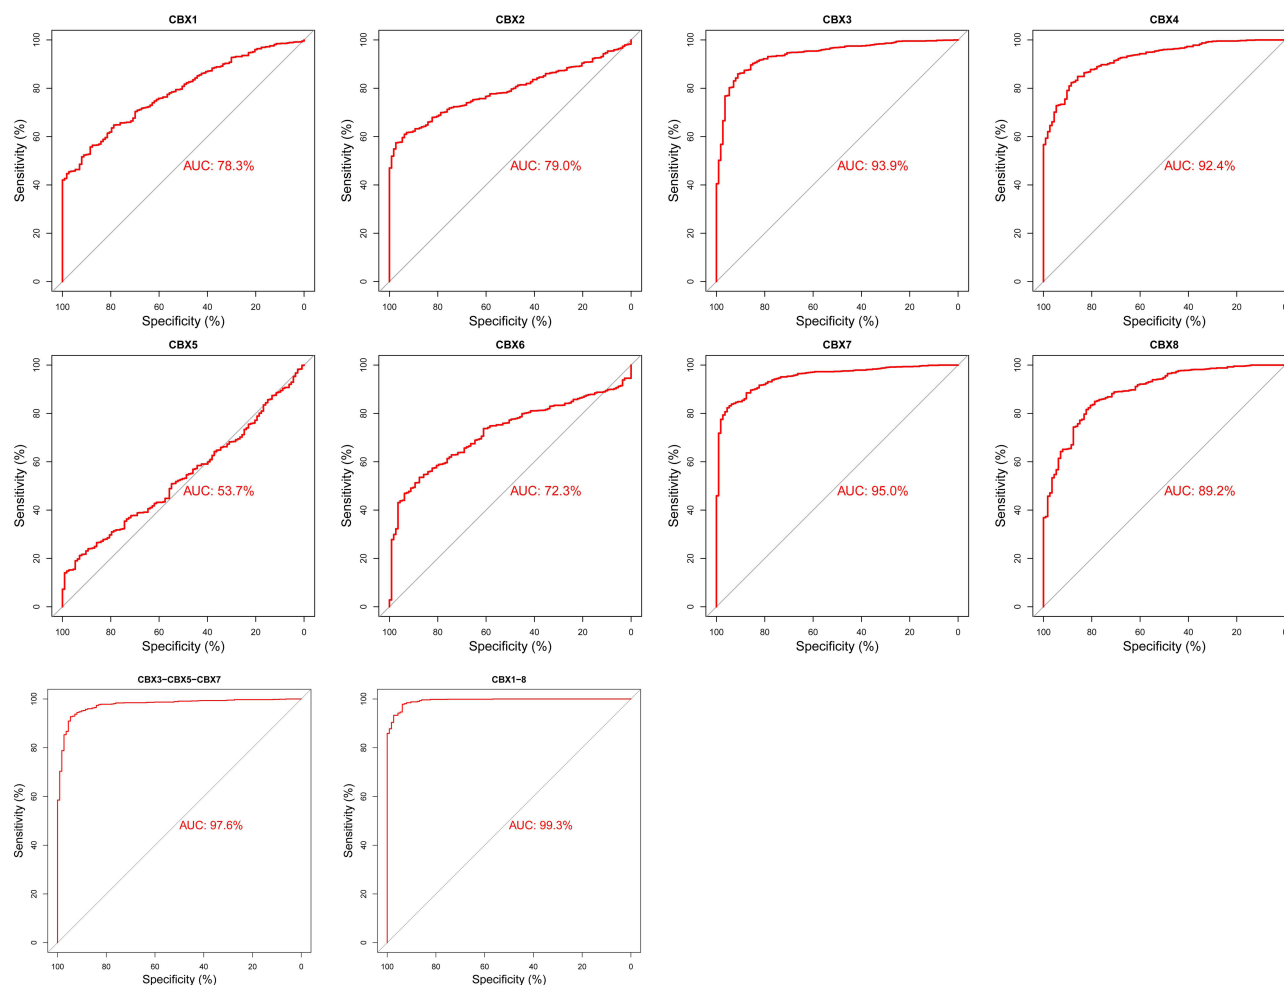 CBX1
CBX2
CBX3
CBX4
Sensitivity (%)
0 20 40 60 80 100
AUC: 78.3%
100 80 60 40 20 0
Specificity (%)
Sensitivity (%)
0 20 40 60 80 100
AUC: 79.0%
100 80 60 40 20 0
Specificity (%)
Sensitivity (%)
0 20 40 60 80 100
AUC: 93.9%
100 80 60 40 20 0
Specificity (%)
Sensitivity (%)
0 20 40 60 80 100
AUC: 92.4%
100 80 60 40 20 0
Specificity (%)
CBX5
CBX6
CBX7
CBX8
Sensitivity (%)
0 20 40 60 80 100
AUC: 53.7%
100 80 60 40 20 0
Specificity (%)
Sensitivity (%)
0 20 40 60 80 100
AUC: 72.3%
100 80 60 40 20 0
Specificity (%)
Sensitivity (%)
0 20 40 60 80 100
AUC: 95.0%
100 80 60 40 20 0
Specificity (%)
Sensitivity (%)
0 20 40 60 80 100
AUC: 89.2%
100 80 60 40 20 0
Specificity (%)
CBX3−CBX5−CBX7
CBX1−8
Sensitivity (%)
0 20 40 60 80 100
AUC: 97.6%
100 80 60 40 20 0
Specificity (%)
Sensitivity (%)
0 20 40 60 80 100
AUC: 99.3%
100 80 60 40 20 0
Specificity (%)